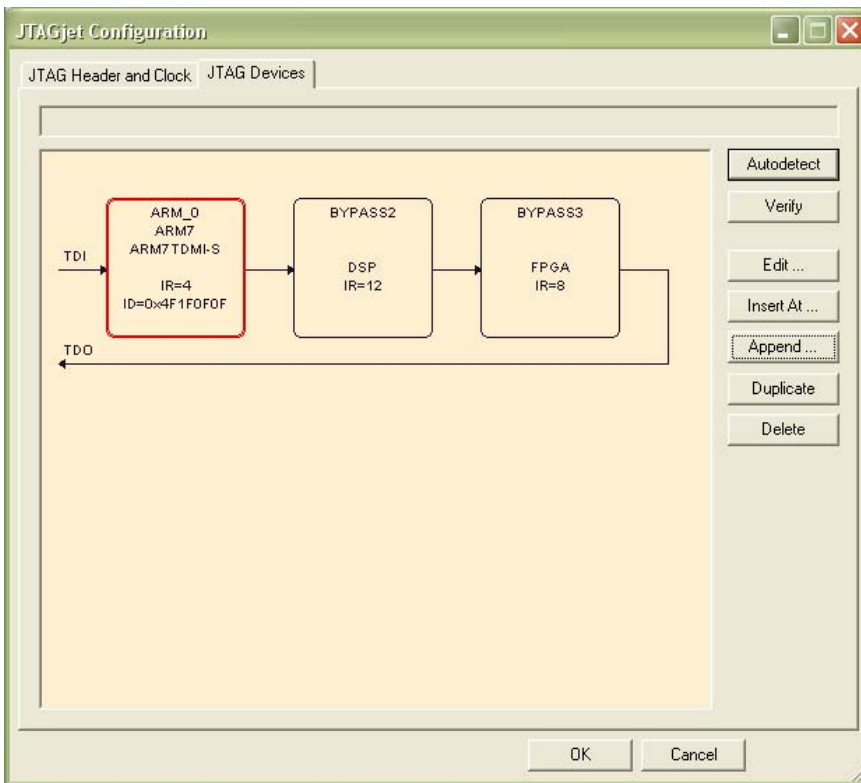 JTAGjet Configuration
JTAG Header and Clock
JTAG Devices
Autodetect
Verify
Edit ...
Insert At ...
Append ...
Duplicate
Delete
TDI
ARM_0
ARM7
ARM7TDMI-S
IR=4
ID=0x4F1F0F0F
BYPASS2
DSP
IR=12
BYPASS3
FPGA
IR=8
TDO
OK
Cancel